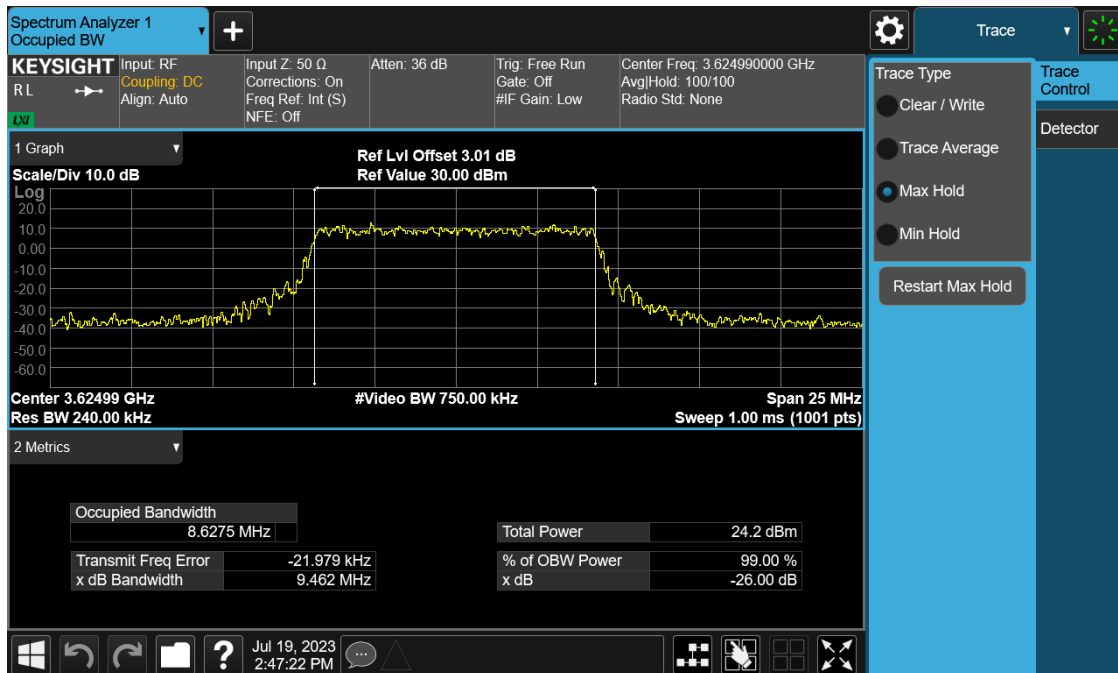 Spectrum Analyzer 1
Occupied BW
Trace
KEYSIGHT
R L
LXI
Input: RF
Coupling: DC
Align: Auto
Input Z: 50 Ω
Corrections: On
Freq Ref: Int (S)
NFE: Off
Atten: 36 dB
Trig: Free Run
Gate: Off
#IF Gain: Low
Center Freq: 3.624990000 GHz
Avg|Hold: 100/100
Radio Std: None
Trace Type
Clear / Write
Trace Average
Max Hold
Min Hold
Restart Max Hold
Trace
Control
Detector
1 Graph
Scale/Div 10.0 dB
Ref Lvl Offset 3.01 dB
Ref Value 30.00 dBm
Log
20.0
10.0
0.00
-10.0
-20.0
-30.0
-40.0
-50.0
-60.0
Center 3.62499 GHz
#Video BW 750.00 kHz
Span 25 MHz
Res BW 240.00 kHz
Sweep 1.00 ms (1001 pts)
2 Metrics
Occupied Bandwidth
8.6275 MHz
Total Power 24.2 dBm
Transmit Freq Error -21.979 kHz
% of OBW Power 99.00 %
x dB Bandwidth 9.462 MHz
x dB -26.00 dB
?
Jul 19, 2023
2:47:22 PM